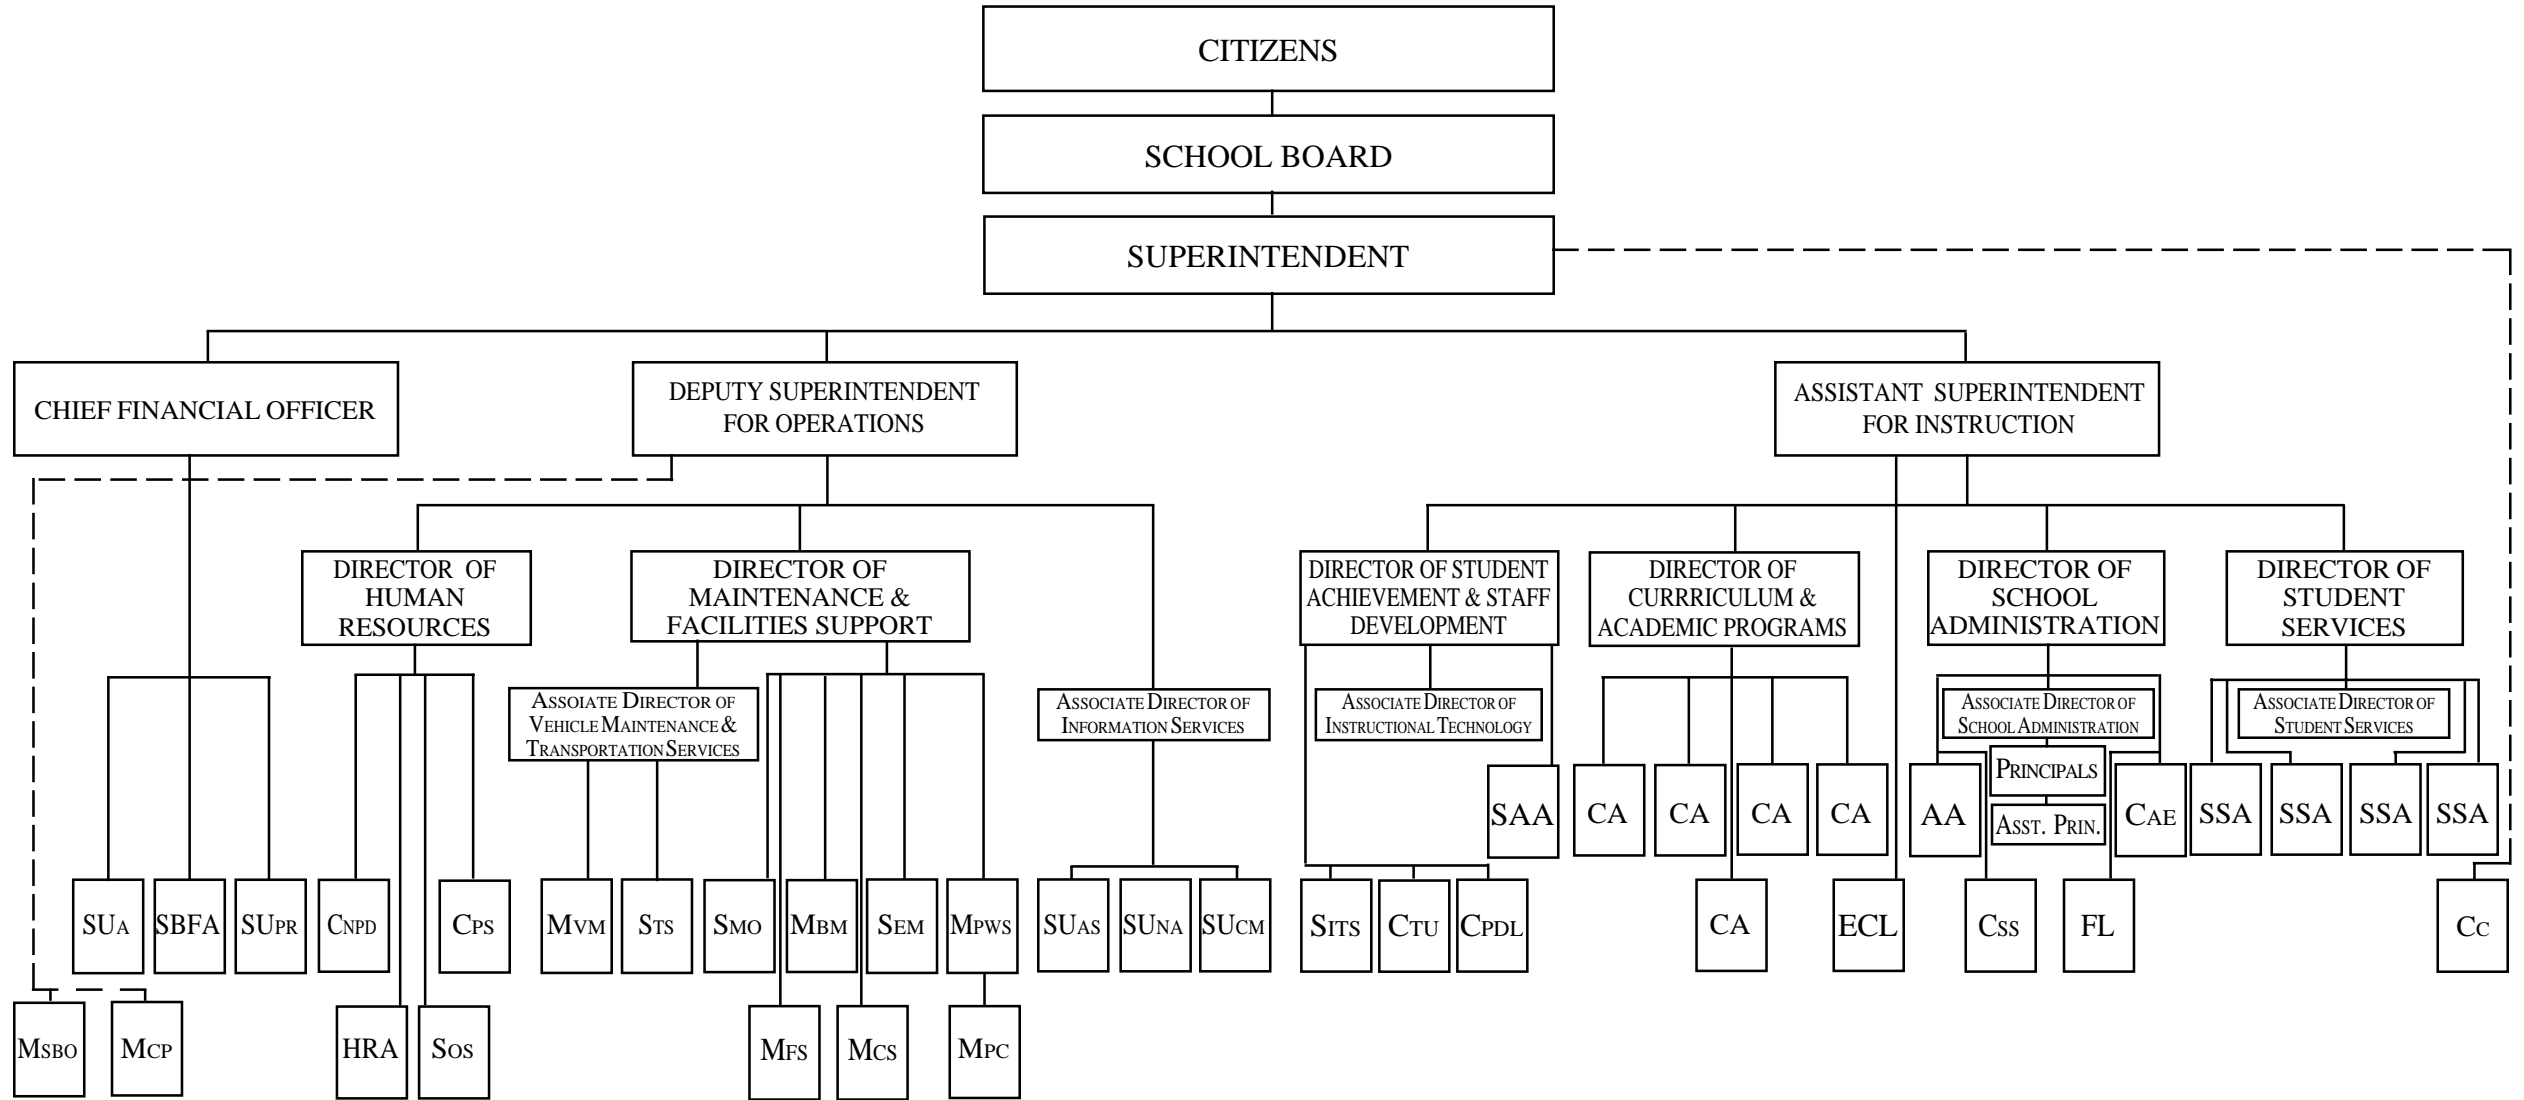 CITIZENS
SCHOOL BOARD
SUPERINTENDENT
CHIEF FINANCIAL OFFICER
DEPUTY SUPERINTENDENT
FOR OPERATIONS
ASSISTANT SUPERINTENDENT
FOR INSTRUCTION
DIRECTOR OF
HUMAN
RESOURCES
DIRECTOR OF
MAINTENANCE &
FACILITIES SUPPORT
DIRECTOR OF STUDENT
ACHIEVEMENT & STAFF
DEVELOPMENT
DIRECTOR OF
CURRRICULUM &
ACADEMIC PROGRAMS
DIRECTOR OF
SCHOOL
ADMINISTRATION
DIRECTOR OF
STUDENT
SERVICES
ASSOIATE DIRECTOR OF
VEHICLE MAINTENANCE &
TRANSPORTATION SERVICES
ASSOCIATE DIRECTOR OF
INFORMATION SERVICES
ASSOCIATE DIRECTOR OF
INSTRUCTIONAL TECHNOLOGY
ASSOCIATE DIRECTOR OF
SCHOOL ADMINISTRATION
ASSOCIATE DIRECTOR OF
STUDENT SERVICES
SAA
CA
CA
CA
CA
AA
PRINCIPALS
ASST. PRIN.
CAE
SSA
SSA
SSA
SSA
SUA
SBFA
SUPR
CNPD
CPS
MVM
STS
SMO
MBM
SEM
MPWS
SUAS
SUNA
SUCM
SITS
CTU
CPDL
CA
ECL
CSS
FL
CC
MSBO
MCP
HRA
SOS
MFS
MCS
MPC